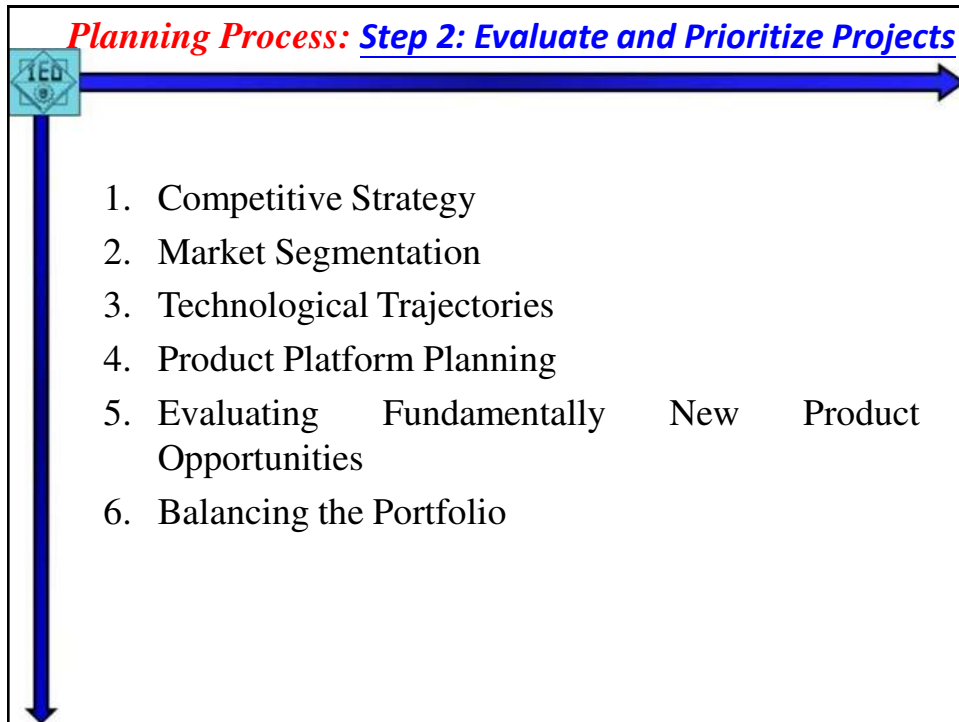 Planning Process: Step 2: Evaluate and Prioritize Projects
IED
1. Competitive Strategy
2. Market Segmentation
3. Technological Trajectories
4. Product Platform Planning
5. Evaluating Fundamentally New Product
Opportunities
6. Balancing the Portfolio